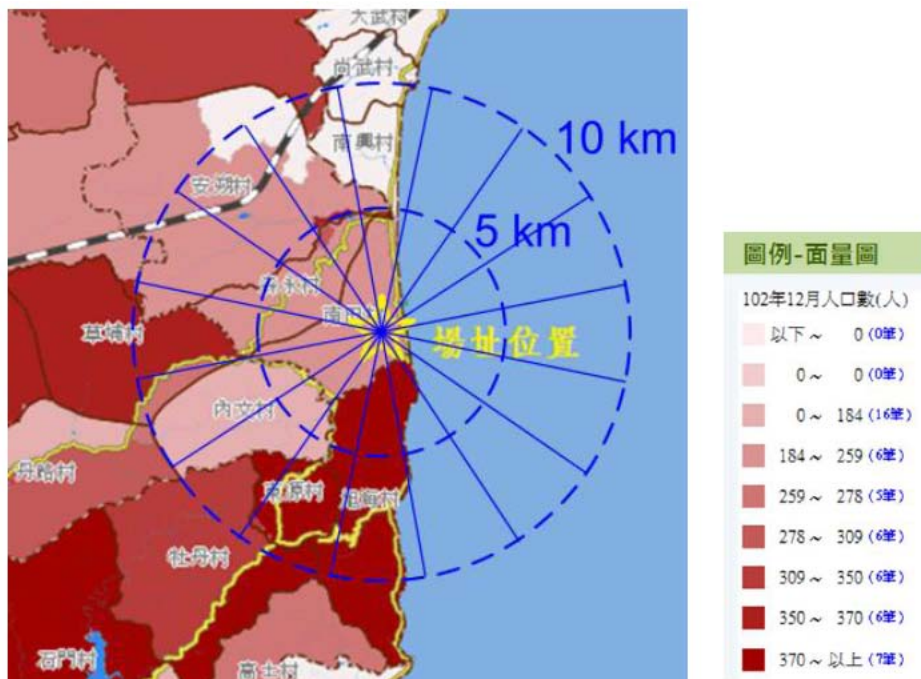 大武村
尚武村
南興村
10 km
安朔村
5 km
壽永村
草埔村
場址位置
內文村
丹路村
東源村
旭海村
牡丹村
石門村
高士村
圖例-面量圖
102年12月人口數(人)
以下～ 0 (0筆)
0～ 0 (0筆)
0～ 184 (16筆)
184～ 259 (6筆)
259～ 278 (5筆)
278～ 309 (6筆)
309～ 350 (6筆)
350～ 370 (6筆)
370～以上 (7筆)